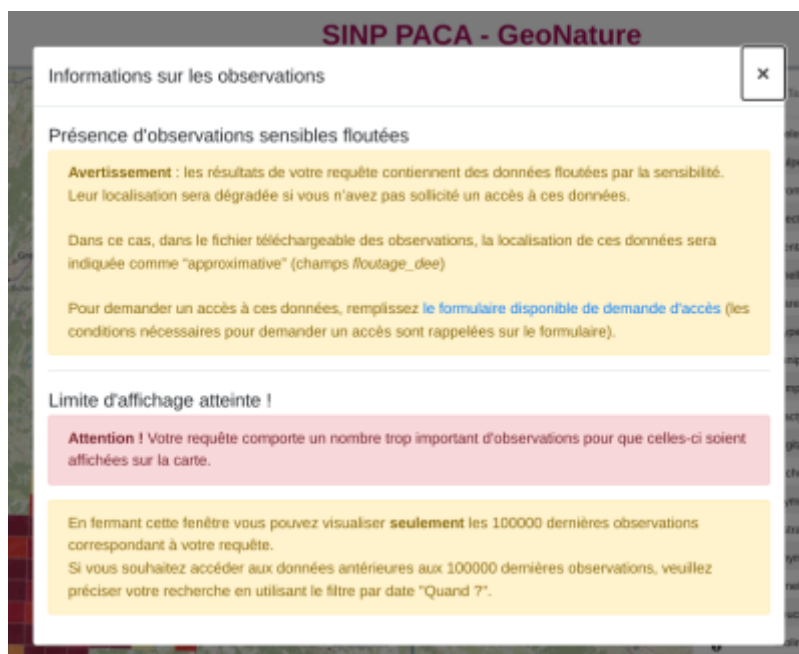 SINP PACA - GeoNature
Informations sur les observations
×
Présence d'observations sensibles floutées
Avertissement : les résultats de votre requête contiennent des données floutées par la sensibilité.
Leur localisation sera dégradée si vous n'avez pas sollicité un accès à ces données.
Dans ce cas, dans le fichier téléchargeable des observations, la localisation de ces données sera
indiquée comme "approximative" (champs floutage_dee)
Pour demander un accès à ces données, remplissez le formulaire disponible de demande d'accès (les
conditions nécessaires pour demander un accès sont rappelées sur le formulaire).
Limite d'affichage atteinte !
Attention ! Votre requête comporte un nombre trop important d'observations pour que celles-ci soient
affichées sur la carte.
En fermant cette fenêtre vous pouvez visualiser seulement les 100000 dernières observations
correspondant à votre requête.
Si vous souhaitez accéder aux données antérieures aux 100000 dernières observations, veuillez
préciser votre recherche en utilisant le filtre par date "Quand ?".